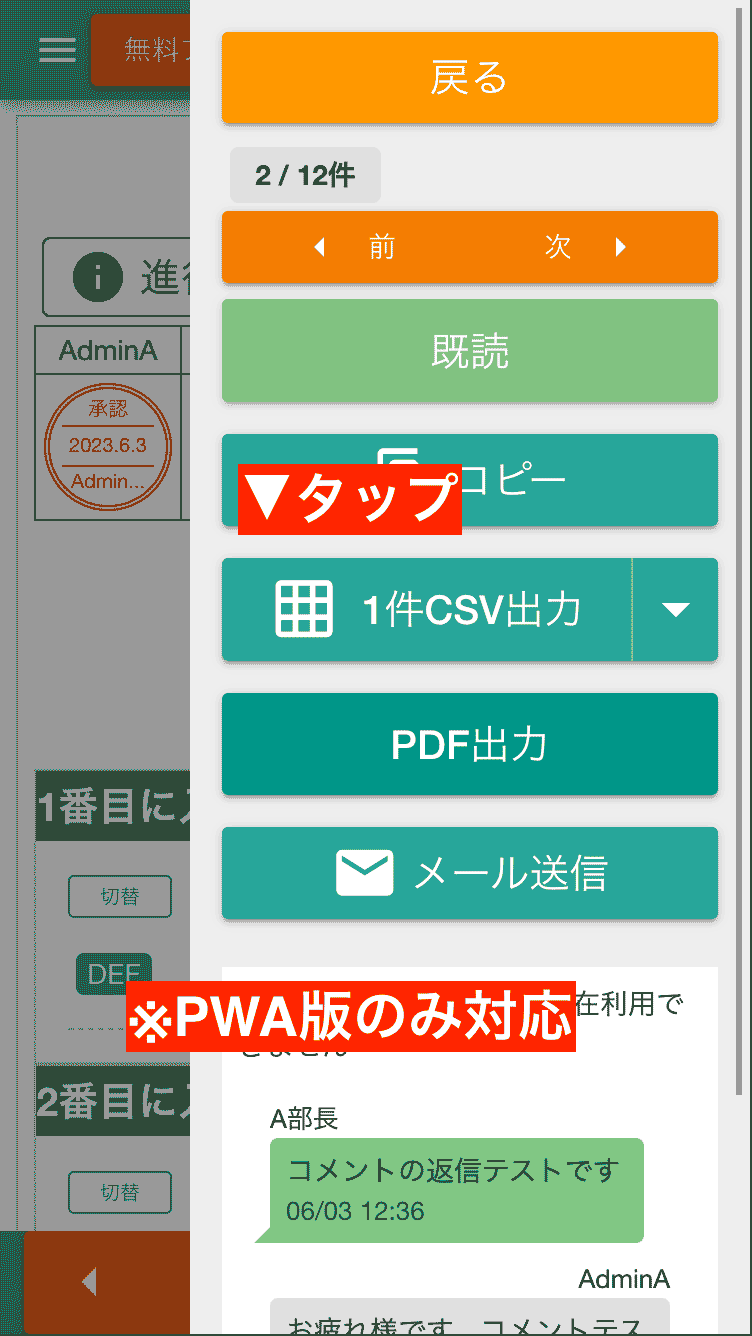 無料
戻る
2 / 12件
前
次
進
AdminA
既読
承認
2023.6.3
Admin...
コピー
▼タップ
1件CSV出力
PDF出力
1番目に
メール送信
切替
DEF
在利用で
※PWA版のみ対応
きません
2番目に
A部長
コメントの返信テストです
06/03 12:36
切替
AdminA
お疲れ様です。コメントテス